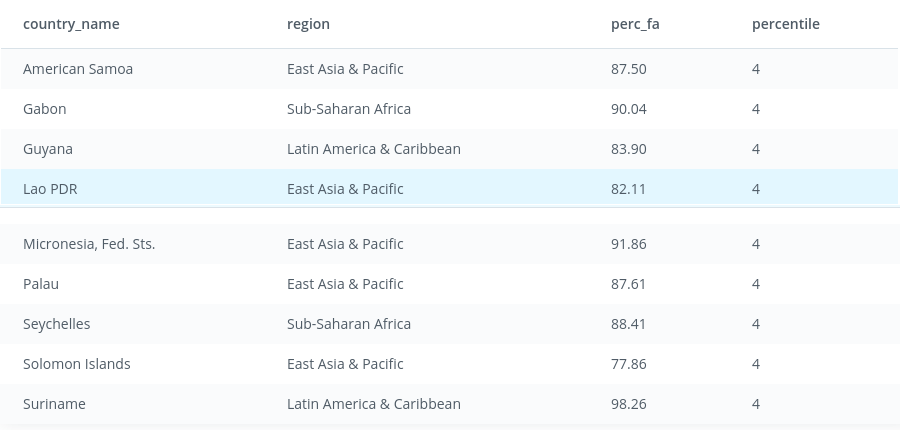 country_name region perc_fa percentile
American Samoa East Asia & Pacific 87.50 4
Gabon Sub-Saharan Africa 90.04 4
Guyana Latin America & Caribbean 83.90 4
Lao PDR East Asia & Pacific 82.11 4
Micronesia, Fed. Sts. East Asia & Pacific 91.86 4
Palau East Asia & Pacific 87.61 4
Seychelles Sub-Saharan Africa 88.41 4
Solomon Islands East Asia & Pacific 77.86 4
Suriname Latin America & Caribbean 98.26 4